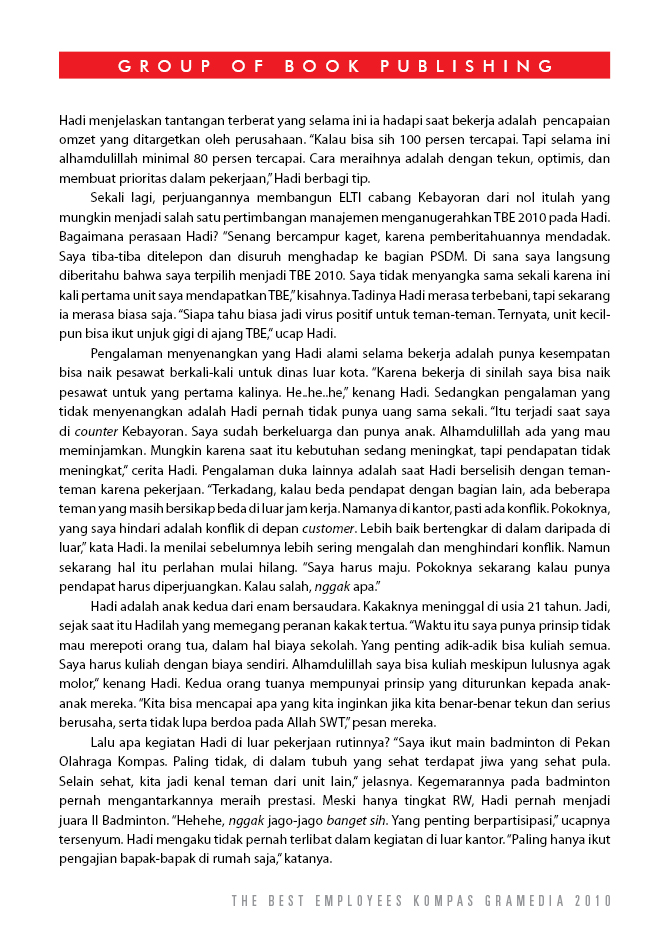 GROUP OF BOOK PUBLISHING
Hadi menjelaskan tantangan terberat yang selama ini ia hadapi saat bekerja adalah pencapaian
omzet yang ditargetkan oleh perusahaan. “Kalau bisa sih 100 persen tercapai. Tapi selama ini
alhamdulillah minimal 80 persen tercapai. Cara meraihnya adalah dengan tekun, optimis, dan
membuat prioritas dalam pekerjaan,” Hadi berbagi tip.
Sekali lagi, perjuangannya membangun ELTI cabang Kebayoran dari nol itulah yang
mungkin menjadi salah satu pertimbangan manajemen menganugerahkan TBE 2010 pada Hadi.
Bagaimana perasaan Hadi? “Senang bercampur kaget, karena pemberitahuannya mendadak.
Saya tiba-tiba ditelepon dan disuruh menghadap ke bagian PSDM. Di sana saya langsung
diberitahu bahwa saya terpilih menjadi TBE 2010. Saya tidak menyangka sama sekali karena ini
kali pertama unit saya mendapatkan TBE,” kisahnya. Tadinya Hadi merasa terbebani, tapi sekarang
ia merasa biasa saja. “Siapa tahu biasa jadi virus positif untuk teman-teman. Ternyata, unit kecil-
pun bisa ikut unjuk gigi di ajang TBE,” ucap Hadi.
Pengalaman menyenangkan yang Hadi alami selama bekerja adalah punya kesempatan
bisa naik pesawat berkali-kali untuk dinas luar kota. “Karena bekerja di sinilah saya bisa naik
pesawat untuk yang pertama kalinya. He..he..he,” kenang Hadi. Sedangkan pengalaman yang
tidak menyenangkan adalah Hadi pernah tidak punya uang sama sekali. “Itu terjadi saat saya
di counter Kebayoran. Saya sudah berkeluarga dan punya anak. Alhamdulillah ada yang mau
meminjamkan. Mungkin karena saat itu kebutuhan sedang meningkat, tapi pendapatan tidak
meningkat,” cerita Hadi. Pengalaman duka lainnya adalah saat Hadi berselisih dengan teman-
teman karena pekerjaan. “Terkadang, kalau beda pendapat dengan bagian lain, ada beberapa
teman yang masih bersikap beda di luar jam kerja. Namanya di kantor, pasti ada konflik. Pokoknya,
yang saya hindari adalah konflik di depan customer. Lebih baik bertengkar di dalam daripada di
luar,” kata Hadi. Ia menilai sebelumnya lebih sering mengalah dan menghindari konflik. Namun
sekarang hal itu perlahan mulai hilang. “Saya harus maju. Pokoknya sekarang kalau punya
pendapat harus diperjuangkan. Kalau salah, nggak apa.”
Hadi adalah anak kedua dari enam bersaudara. Kakaknya meninggal di usia 21 tahun. Jadi,
sejak saat itu Hadilah yang memegang peranan kakak tertua. “Waktu itu saya punya prinsip tidak
mau merepoti orang tua, dalam hal biaya sekolah. Yang penting adik-adik bisa kuliah semua.
Saya harus kuliah dengan biaya sendiri. Alhamdulillah saya bisa kuliah meskipun lulusnya agak
molor,” kenang Hadi. Kedua orang tuanya mempunyai prinsip yang diturunkan kepada anak-
anak mereka. “Kita bisa mencapai apa yang kita inginkan jika kita benar-benar tekun dan serius
berusaha, serta tidak lupa berdoa pada Allah SWT,” pesan mereka.
Lalu apa kegiatan Hadi di luar pekerjaan rutinnya? “Saya ikut main badminton di Pekan
Olahraga Kompas. Paling tidak, di dalam tubuh yang sehat terdapat jiwa yang sehat pula.
Selain sehat, kita jadi kenal teman dari unit lain,” jelasnya. Kegemarannya pada badminton
pernah mengantarkannya meraih prestasi. Meski hanya tingkat RW, Hadi pernah menjadi
juara II Badminton. “Hehehe, nggak jago-jago banget sih. Yang penting berpartisipasi,” ucapnya
tersenyum. Hadi mengaku tidak pernah terlibat dalam kegiatan di luar kantor. “Paling hanya ikut
pengajian bapak-bapak di rumah saja,” katanya.
THE BEST EMPLOYEES KOMPAS GRAMEDIA 2010